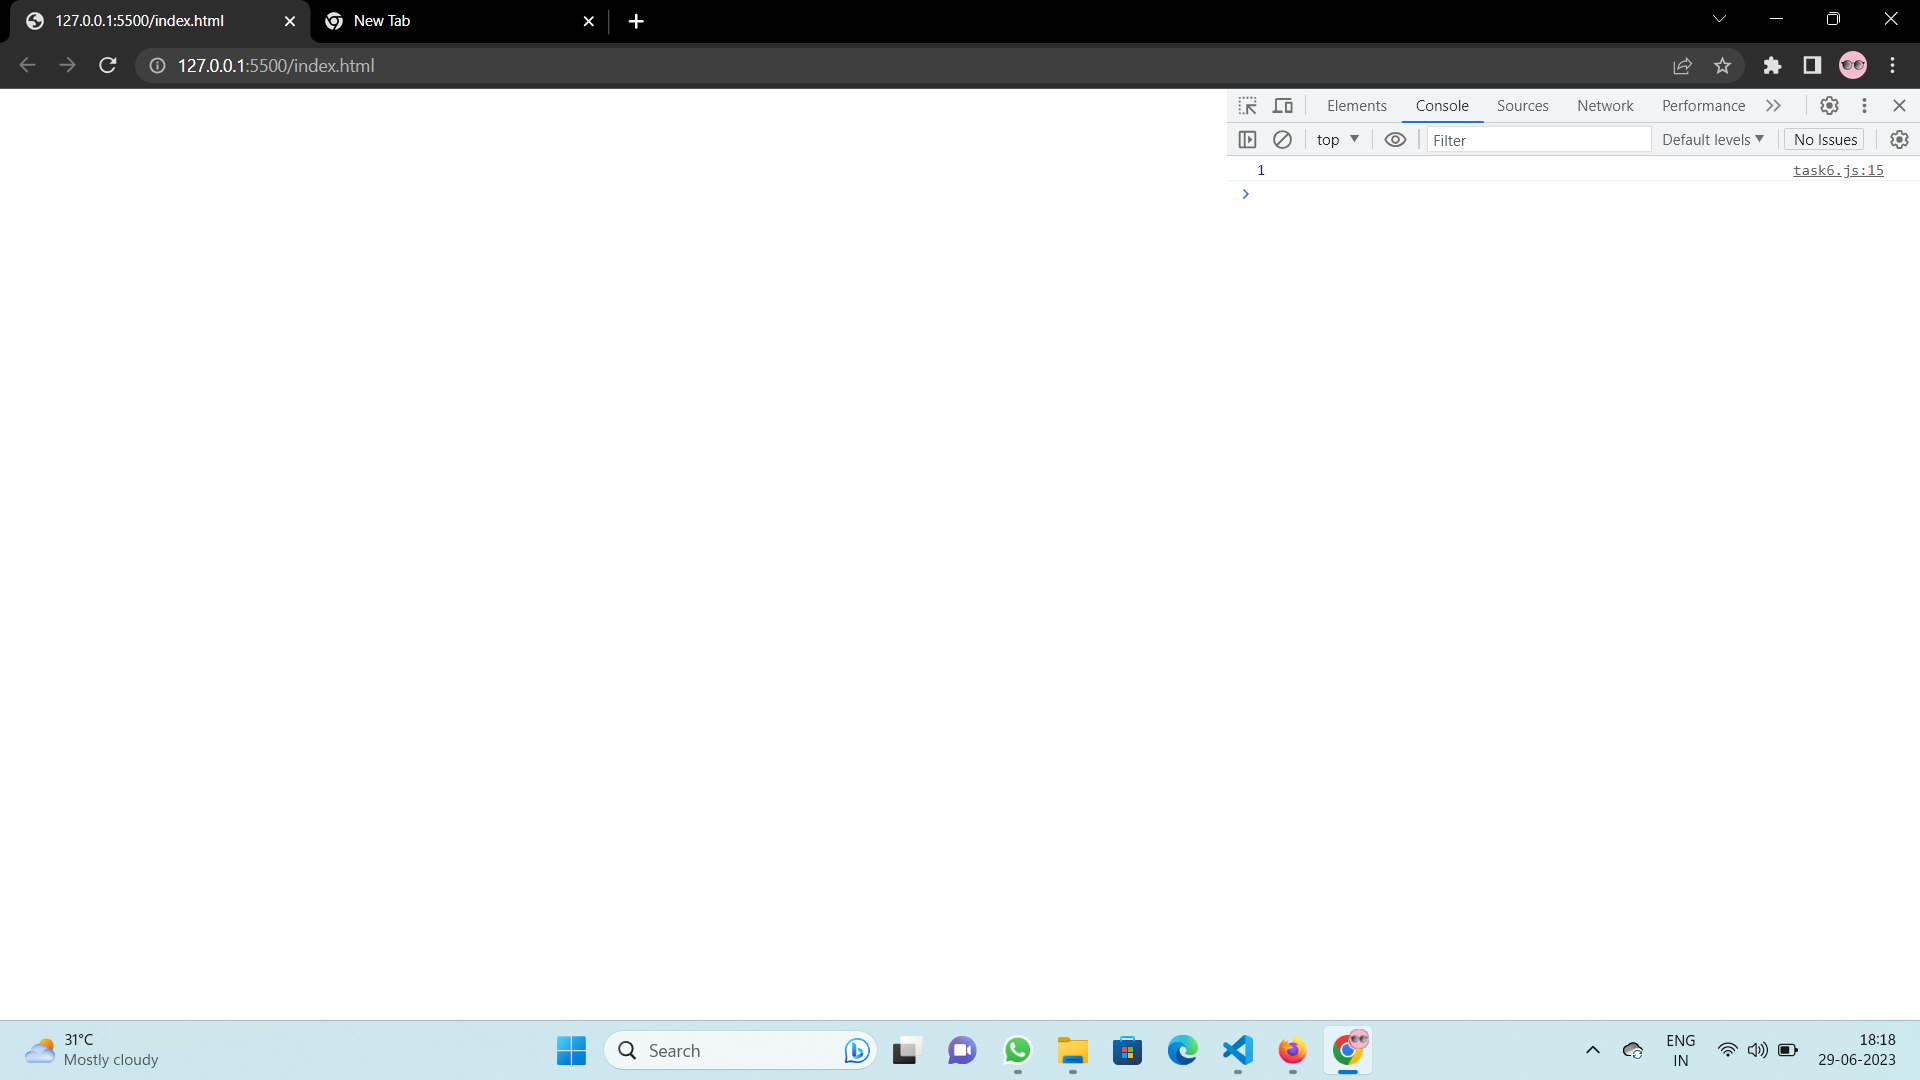 127.0.0.1:5500/index.html
New Tab
127.0.0.1:5500/index.html
Elements Console Sources Network Performance
top Filter Default levels No Issues
1 task6.js:15
31°C
Mostly cloudy
Search
ENG
IN
18:18
29-06-2023